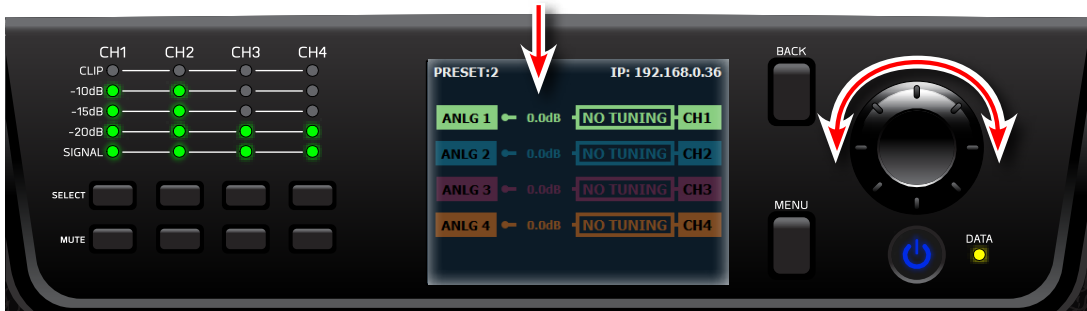 CH1 CH2 CH3 CH4
CLIP
-10dB
-15dB
-20dB
SIGNAL
SELECT
MUTE
PRESET:2 IP: 192.168.0.36
ANLG 1 0.0dB NO TUNING CH1
ANLG 2 0.0dB NO TUNING CH2
ANLG 3 0.0dB NO TUNING CH3
ANLG 4 0.0dB NO TUNING CH4
BACK
MENU
DATA